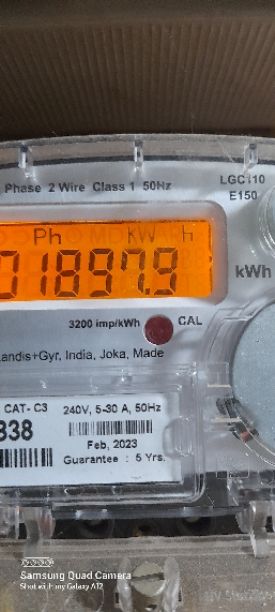 LGC110
Phase 2 Wire Class 1 50Hz
E150
Ph KW h
01897.9
kWh
3200 imp/kWh CAL
Landis+Gyr, India, Joka, Made
CAT- C3
240V, 5-30 A, 50Hz
338
Feb, 2023
Guarantee : 5 Yrs.
Samsung Quad Camera
Shot with my Galaxy A12